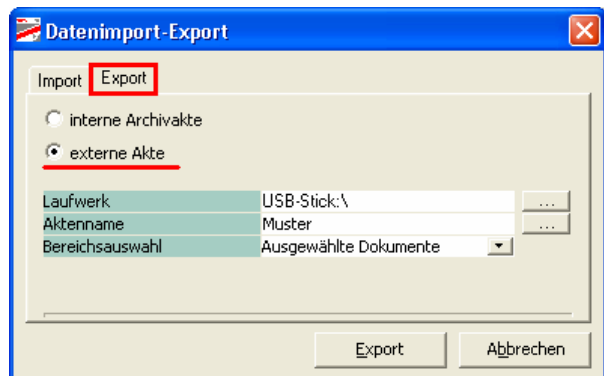 Datenimport-Export
Import Export
interne Archivakte
externe Akte
Laufwerk USB-Stick:\ ...
Aktenname Muster ...
Bereichsauswahl Ausgewählte Dokumente
Export Abbrechen